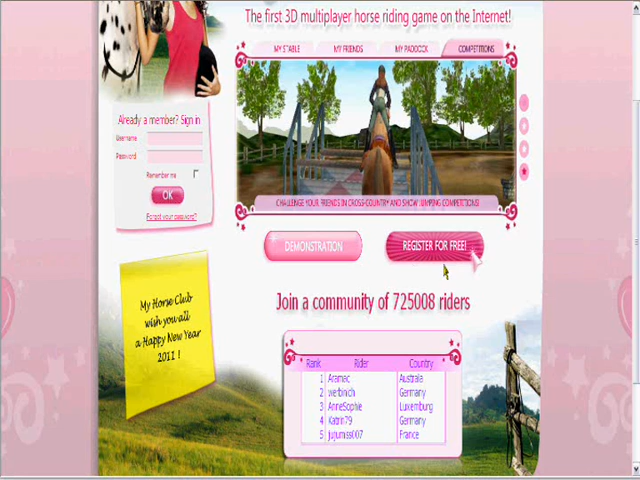 The first 3D multiplayer horse riding game on the Internet!
MY STABLE MY FRIENDS MY PADDOCK COMPETITIONS
CHALLENGE YOUR FRIENDS IN CROSS-COUNTRY AND SHOW JUMPING COMPETITIONS!
Already a member? Sign in
Username
Password
Remember me
OK
Forgot your password?
DEMONSTRATION REGISTER FOR FREE!
My Horse Club
wish you all
a Happy New Year
2011 !
Join a community of 725008 riders
Rank Rider Country
1 Aramac Australia
2 werbinich Germany
3 AnneSophie Luxemburg
4 Katrin79 Germany
5 jujumiss007 France